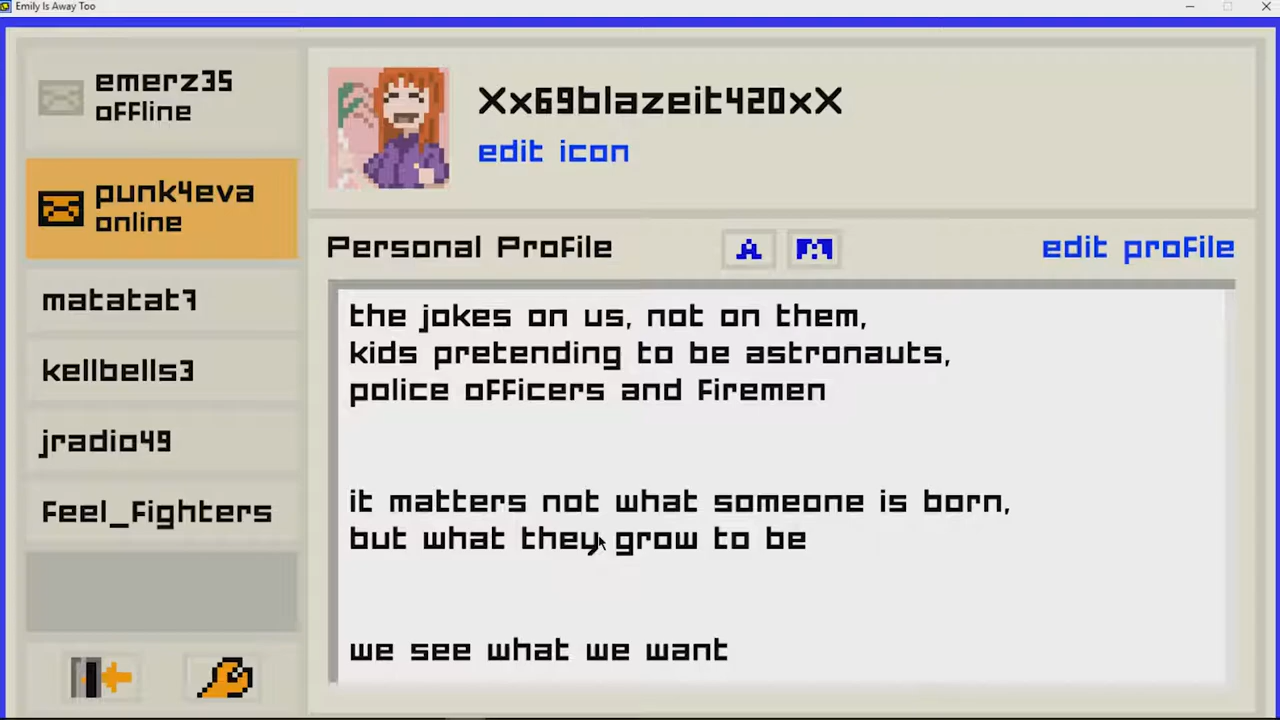 Emily Is Away Too
emerz35
offline
punk4eva
online
matatat7
kellbells3
jradio49
Feel_Fighters
Xx69blazeit420xX
edit icon
Personal Profile
edit profile
the jokes on us, not on them,
kids pretending to be astronauts,
police officers and firemen
it matters not what someone is born,
but what they grow to be
we see what we want